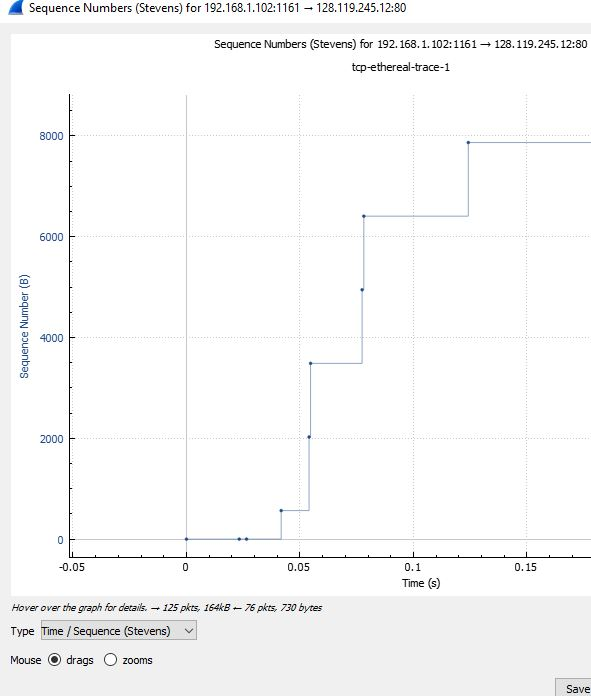 Sequence Numbers (Stevens) for 192.168.1.102:1161 → 128.119.245.12:80
Sequence Numbers (Stevens) for 192.168.1.102:1161 → 128.119.245.12:80
tcp-ethereal-trace-1
8000
6000
4000
2000
0
Sequence Number (B)
-0.05 0 0.05 0.1 0.15
Time (s)
Hover over the graph for details. → 125 pkts, 164kB ← 76 pkts, 730 bytes
Type Time / Sequence (Stevens)
Mouse drags zooms
Save